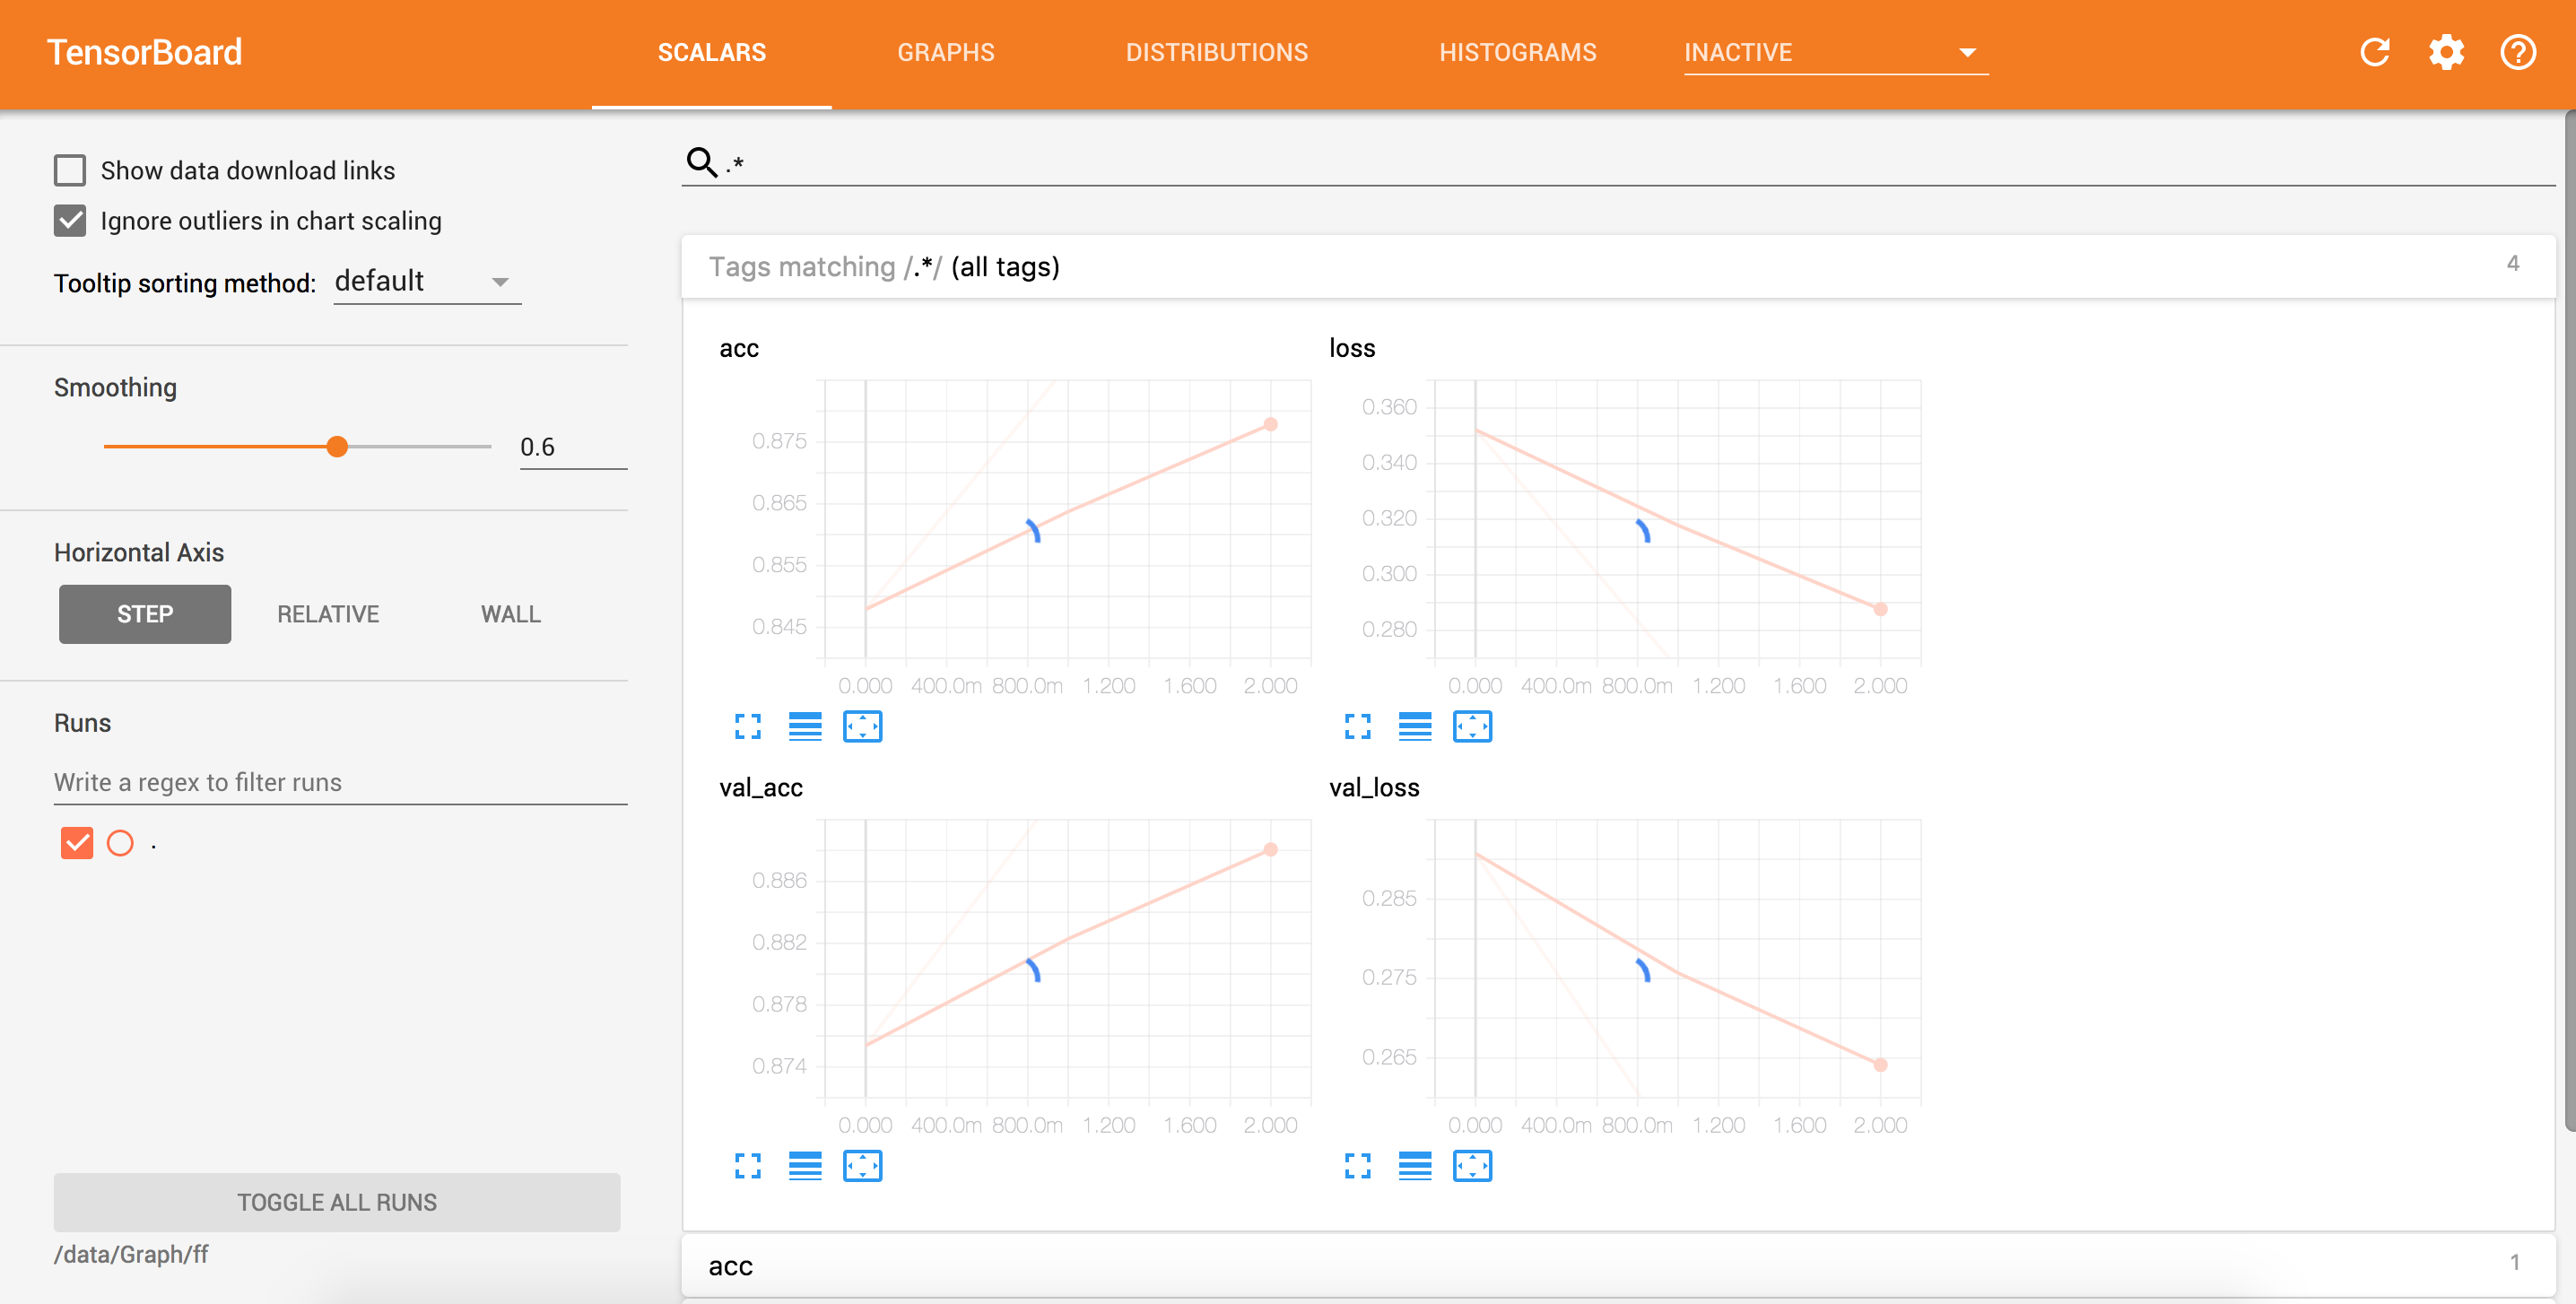 TensorBoard SCALARS GRAPHS DISTRIBUTIONS HISTOGRAMS INACTIVE
Show data download links
Ignore outliers in chart scaling
Tooltip sorting method: default
Smoothing
0.6
Horizontal Axis
STEP RELATIVE WALL
Runs
Write a regex to filter runs
.
TOGGLE ALL RUNS
/data/Graph/ff
.*
Tags matching /.*/ (all tags) 4
acc
0.875
0.865
0.855
0.845
0.000 400.0m 800.0m 1.200 1.600 2.000
loss
0.360
0.340
0.320
0.300
0.280
0.000 400.0m 800.0m 1.200 1.600 2.000
val_acc
0.886
0.882
0.878
0.874
0.000 400.0m 800.0m 1.200 1.600 2.000
val_loss
0.285
0.275
0.265
0.000 400.0m 800.0m 1.200 1.600 2.000
acc 1